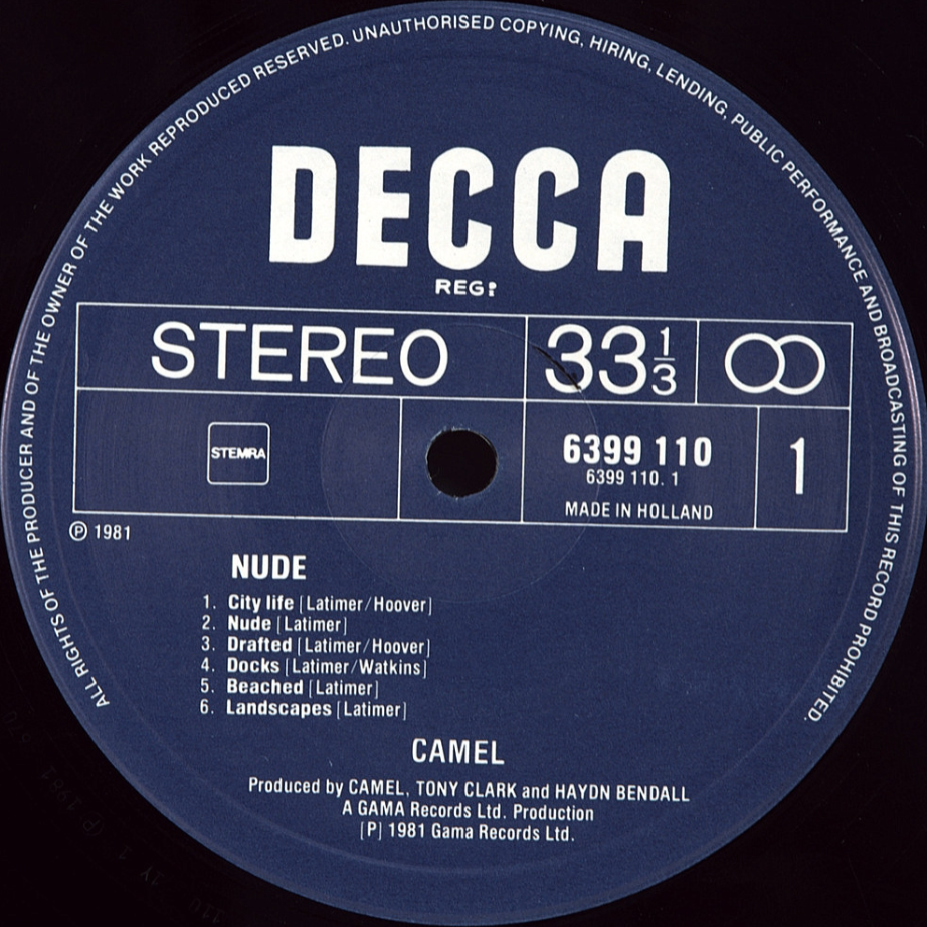 ALL RIGHTS OF THE PRODUCER AND OF THE OWNER OF THE WORK REPRODUCED RESERVED. UNAUTHORISED COPYING, HIRING, LENDING, PUBLIC PERFORMANCE AND BROADCASTING OF THIS RECORD PROHIBITED.
DECCA
REG:
STEREO 33 1/3
STEMRA
6399 110
6399 110. 1
MADE IN HOLLAND
1
Ⓟ 1981
NUDE
1. City life [Latimer/Hoover]
2. Nude [Latimer]
3. Drafted [Latimer/Hoover]
4. Docks [Latimer/Watkins]
5. Beached [Latimer]
6. Landscapes [Latimer]
CAMEL
Produced by CAMEL, TONY CLARK and HAYDN BENDALL
A GAMA Records Ltd. Production
[P] 1981 Gama Records Ltd.